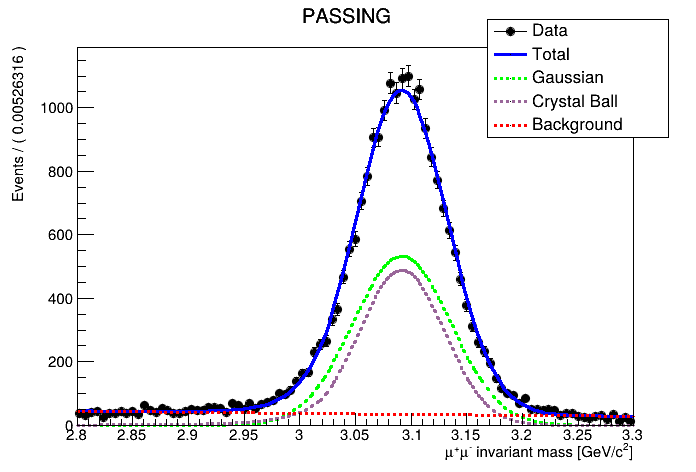 PASSING
Data
Total
Gaussian
Crystal Ball
Background
Events / ( 0.00526316 )
1000
800
600
400
200
0
2.8 2.85 2.9 2.95 3 3.05 3.1 3.15 3.2 3.25 3.3
μ⁺μ⁻ invariant mass [GeV/c²]